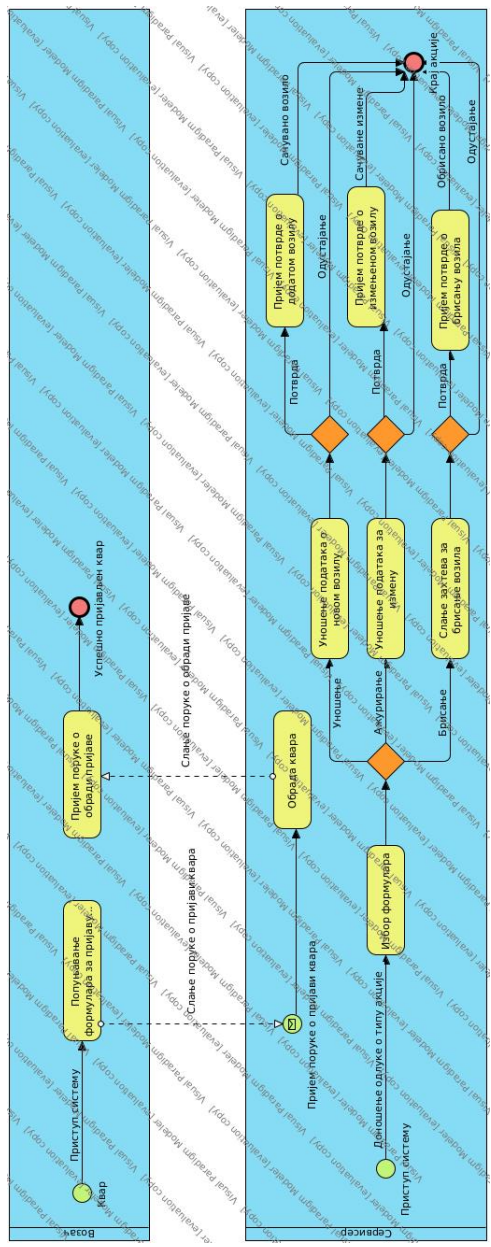 Возач
Квар
Приступ систему
Попуњавање
формулара за пријаву...
Пријем поруке о
обради пријаве
Успешно пријављен квар
Слање поруке о пријави квара
Слање поруке о обради пријаве
Сервисер
Пријем поруке о пријави квара
Обрада квара
Приступ систему
Доношење одлуке о типу акције
Избор формулара
Уношење
Ажурирање
Брисање
Уношење података о
новом возилу
Уношење података за
измену
Слање захтева за
брисање возила
Потврда
Одустајање
Потврда
Одустајање
Потврда
Одустајање
Пријем потврде о
додатом возилу
Пријем потврде о
измењеном возилу
Пријем потврде о
брисању возила
Сачувано возило
Сачуване измене
Обрисано возило
Крај акције
Visual Paradigm Modeler [evaluation copy]